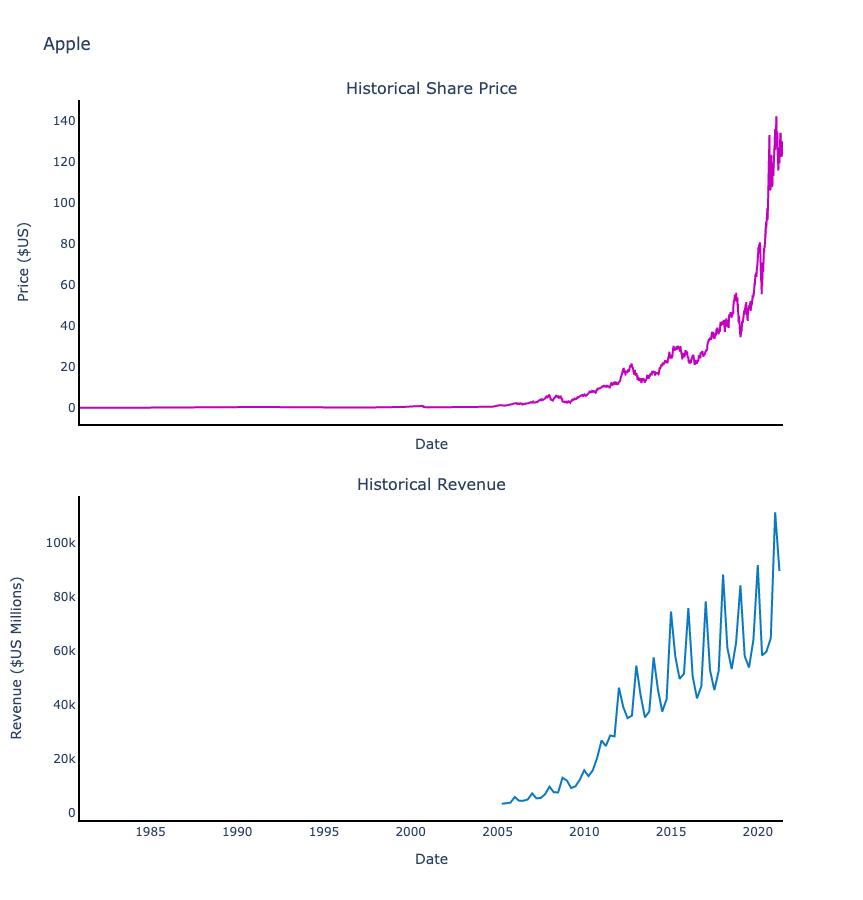 Apple
Historical Share Price
140
120
100
80
60
40
20
0
Price ($US)
Date
Historical Revenue
100k
80k
60k
40k
20k
0
Revenue ($US Millions)
1985 1990 1995 2000 2005 2010 2015 2020
Date